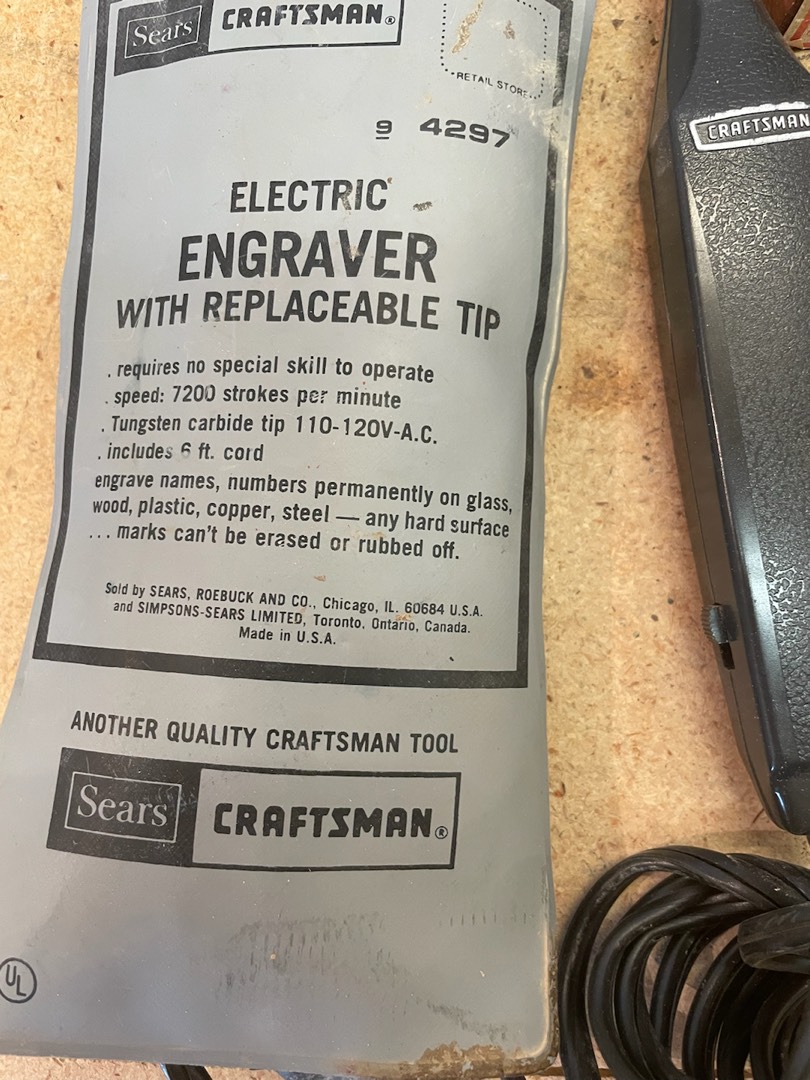 Sears CRAFTSMAN®
RETAIL STORE
9 4297
ELECTRIC
ENGRAVER
WITH REPLACEABLE TIP
. requires no special skill to operate
. speed: 7200 strokes per minute
. Tungsten carbide tip 110-120V-A.C.
. includes 6 ft. cord
engrave names, numbers permanently on glass,
wood, plastic, copper, steel — any hard surface
... marks can't be erased or rubbed off.
Sold by SEARS, ROEBUCK AND CO., Chicago, IL. 60684 U.S.A.
and SIMPSONS-SEARS LIMITED, Toronto, Ontario, Canada.
Made in U.S.A.
ANOTHER QUALITY CRAFTSMAN TOOL
Sears CRAFTSMAN®
UL
CRAFTSMAN